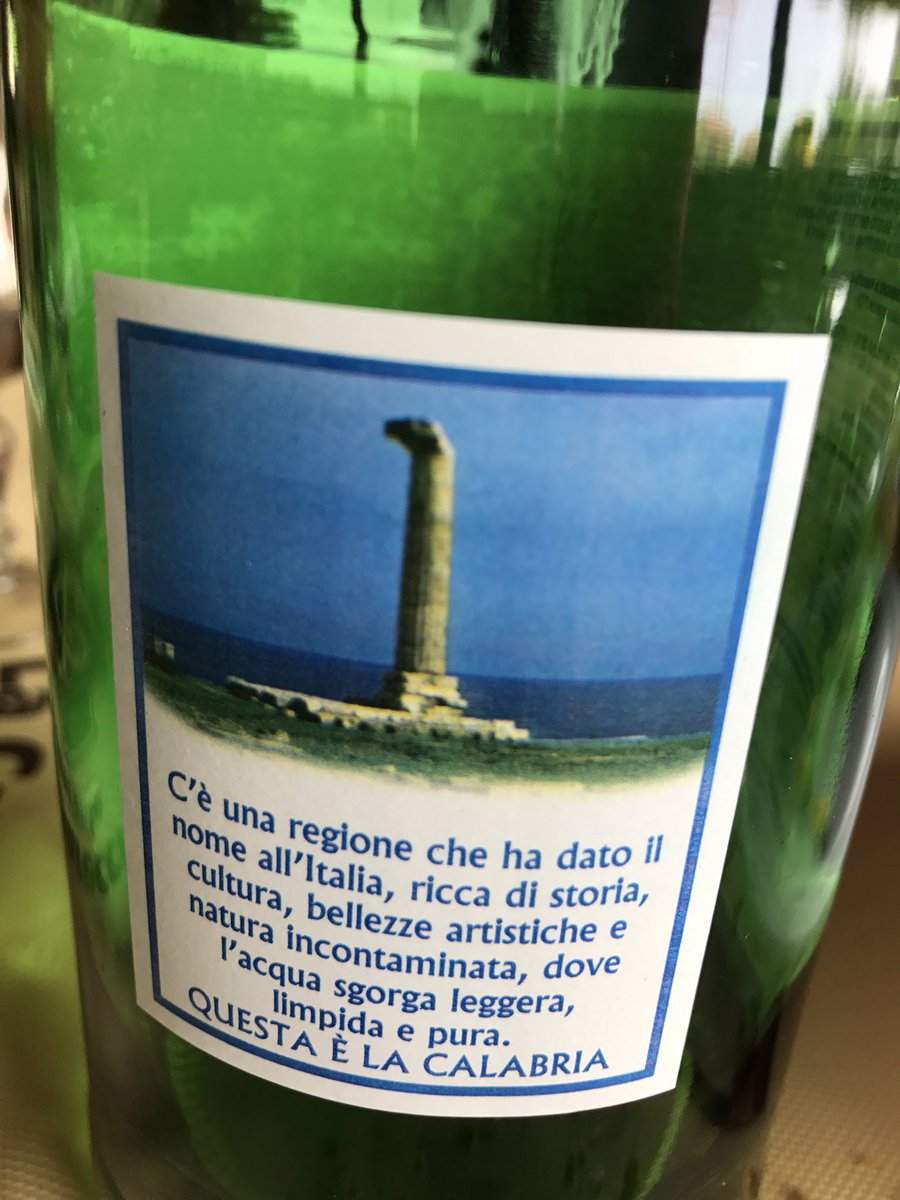 C'è una regione che ha dato il
nome all'Italia, ricca di storia,
cultura, bellezze artistiche e
natura incontaminata, dove
l'acqua sgorga leggera,
limpida e pura.
QUESTA È LA CALABRIA